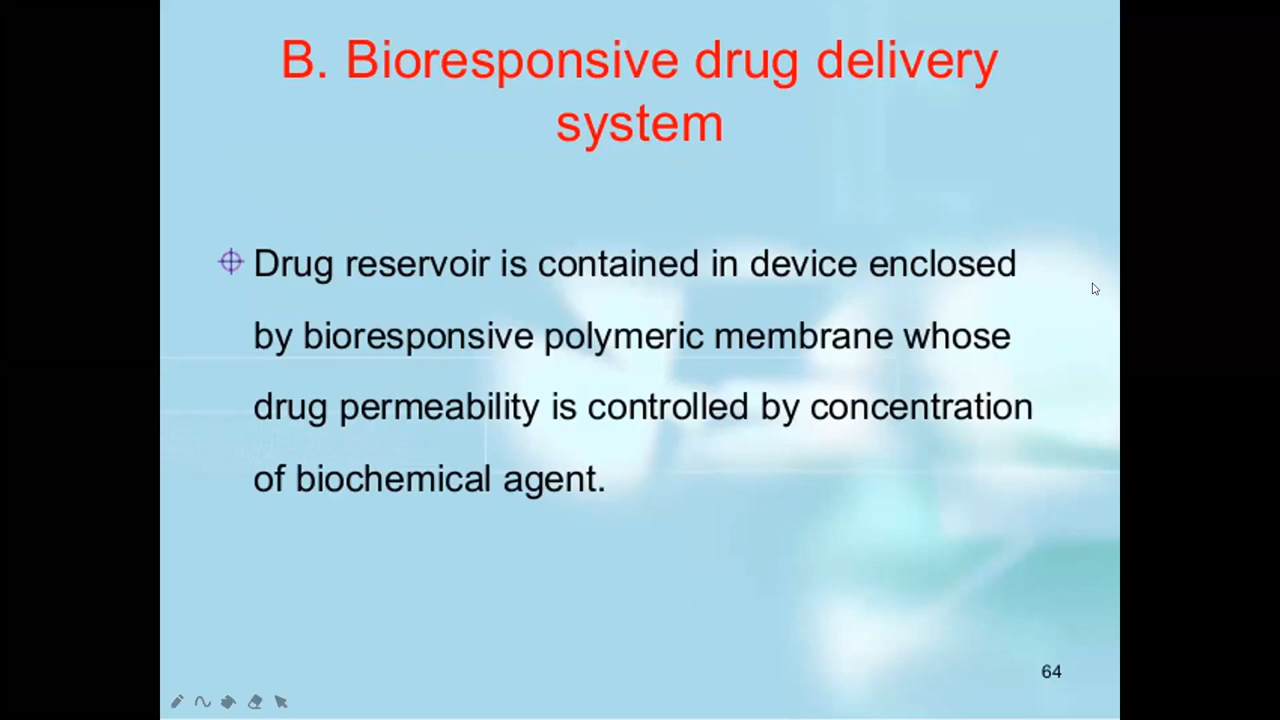 B. Bioresponsive drug delivery
system
Drug reservoir is contained in device enclosed
by bioresponsive polymeric membrane whose
drug permeability is controlled by concentration
of biochemical agent.
64